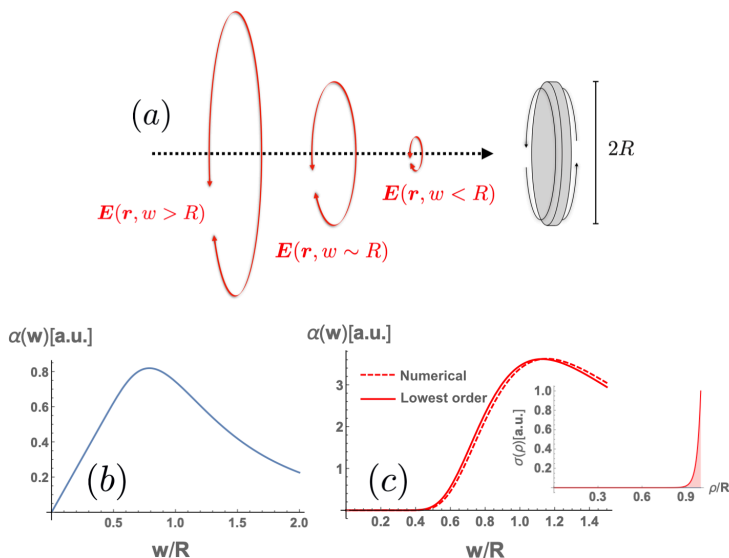 (a)
2R
E(r, w > R)
E(r, w ∼ R)
E(r, w < R)
α(w)[a.u.]
0.8
0.6
0.4
0.2
(b)
0.5
1.0
1.5
2.0
w/R
α(w)[a.u.]
3
2
1
Numerical
Lowest order
(c)
0.2
0.4
0.6
0.8
1.0
1.2
1.4
w/R
σ(ρ)[a.u.]
1.0
0.8
0.6
0.4
0.2
0.3
0.6
0.9
ρ/R